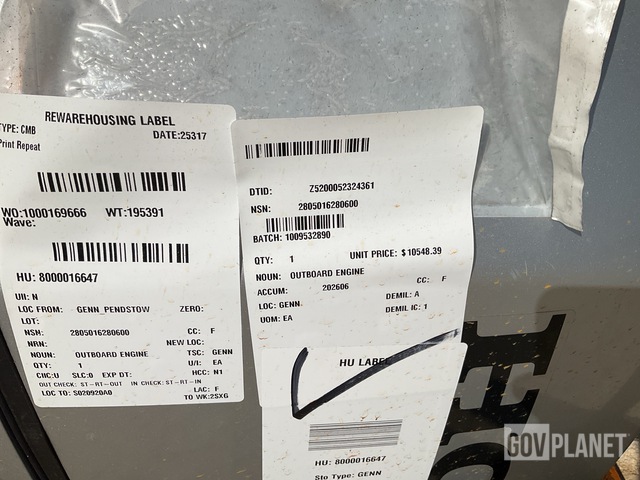 REWAREHOUSING LABEL
TYPE: CMB DATE:25317
Print Repeat
WO:1000169666 WT:195391
Wave:
HU: 8000016647
UII: N
LOC FROM: GENN_PENDSTOW ZERO:
LOT:
NSN: 2805016280600 CC: F
NRN: NEW LOC:
NOUN: OUTBOARD ENGINE TSC: GENN
QTY: 1 U/I: EA
CIIC:U SLC:0 EXP DT: HCC: N1
OUT CHECK: ST-RT-OUT IN CHECK: ST-RT-IN
LOC TO: S020920A0 LAC: F
TO WK:2SXG
DTID: Z5200052324361
NSN: 2805016280600
BATCH: 1009532890
QTY: 1 UNIT PRICE: $10548.39
NOUN: OUTBOARD ENGINE
ACCUM: 202606 CC: F
LOC: GENN DEMIL: A
UOM: EA DEMIL IC: 1
HU LABEL
HU: 8000016647
Sto Type: GENN
GOVPLANET